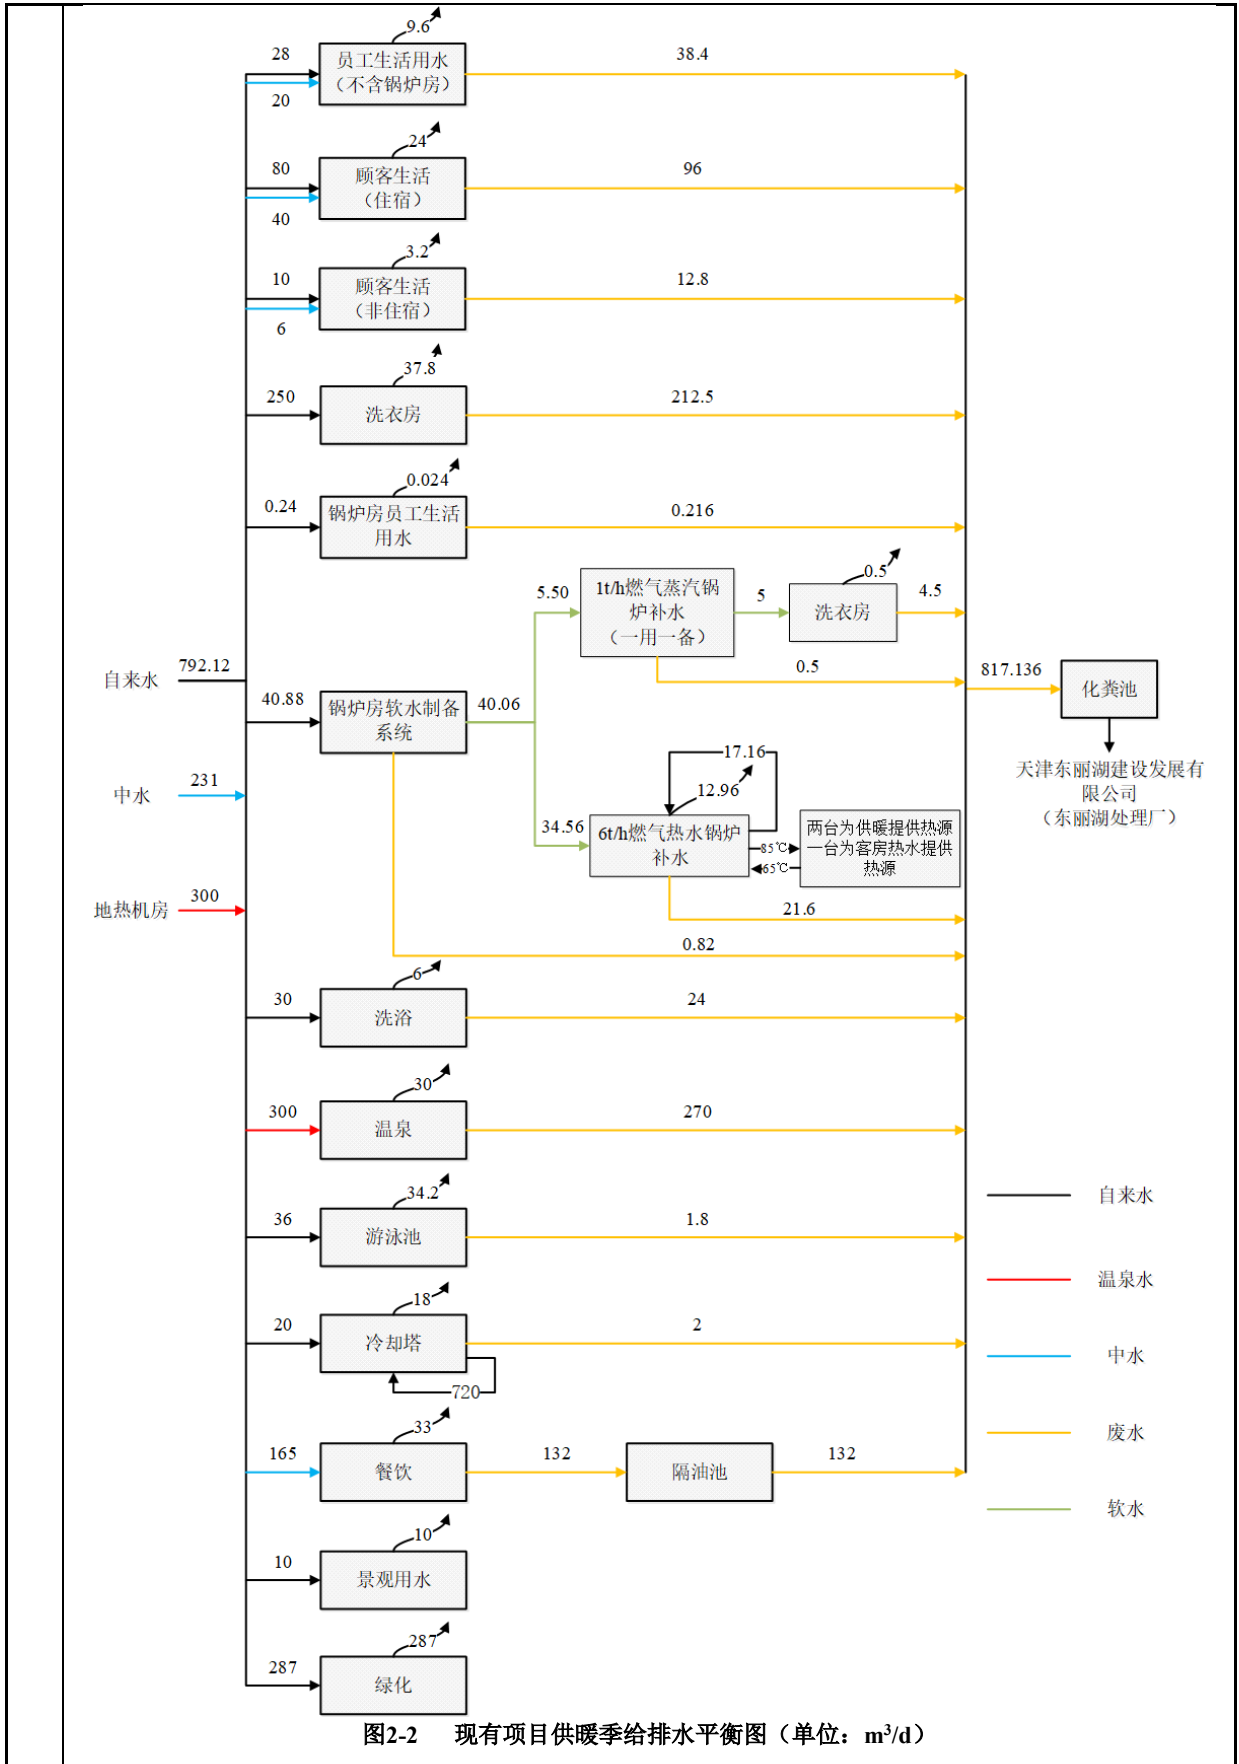 9.6
28
员工生活用水
（不含锅炉房）
38.4
20
24
80
顾客生活
（住宿）
96
40
3.2
10
顾客生活
（非住宿）
12.8
6
37.8
250
洗衣房
212.5
0.024
0.24
锅炉房员工生活
用水
0.216
0.5
5.50
1t/h燃气蒸汽锅
炉补水
（一用一备）
5
洗衣房
4.5
0.5
自来水
792.12
40.88
锅炉房软水制备
系统
40.06
817.136
化粪池
17.16
12.96
天津东丽湖建设发展有
限公司
（东丽湖处理厂）
中水
231
34.56
6t/h燃气热水锅炉
补水
85℃
65℃
两台为供暖提供热源
一台为客房热水提供
热源
地热机房
300
21.6
0.82
6
30
洗浴
24
30
300
温泉
270
34.2
36
游泳池
1.8
自来水
温泉水
18
20
冷却塔
2
720
中水
33
165
餐饮
132
隔油池
132
废水
软水
10
10
景观用水
287
287
绿化
图2-2 现有项目供暖季给排水平衡图（单位：m³/d）